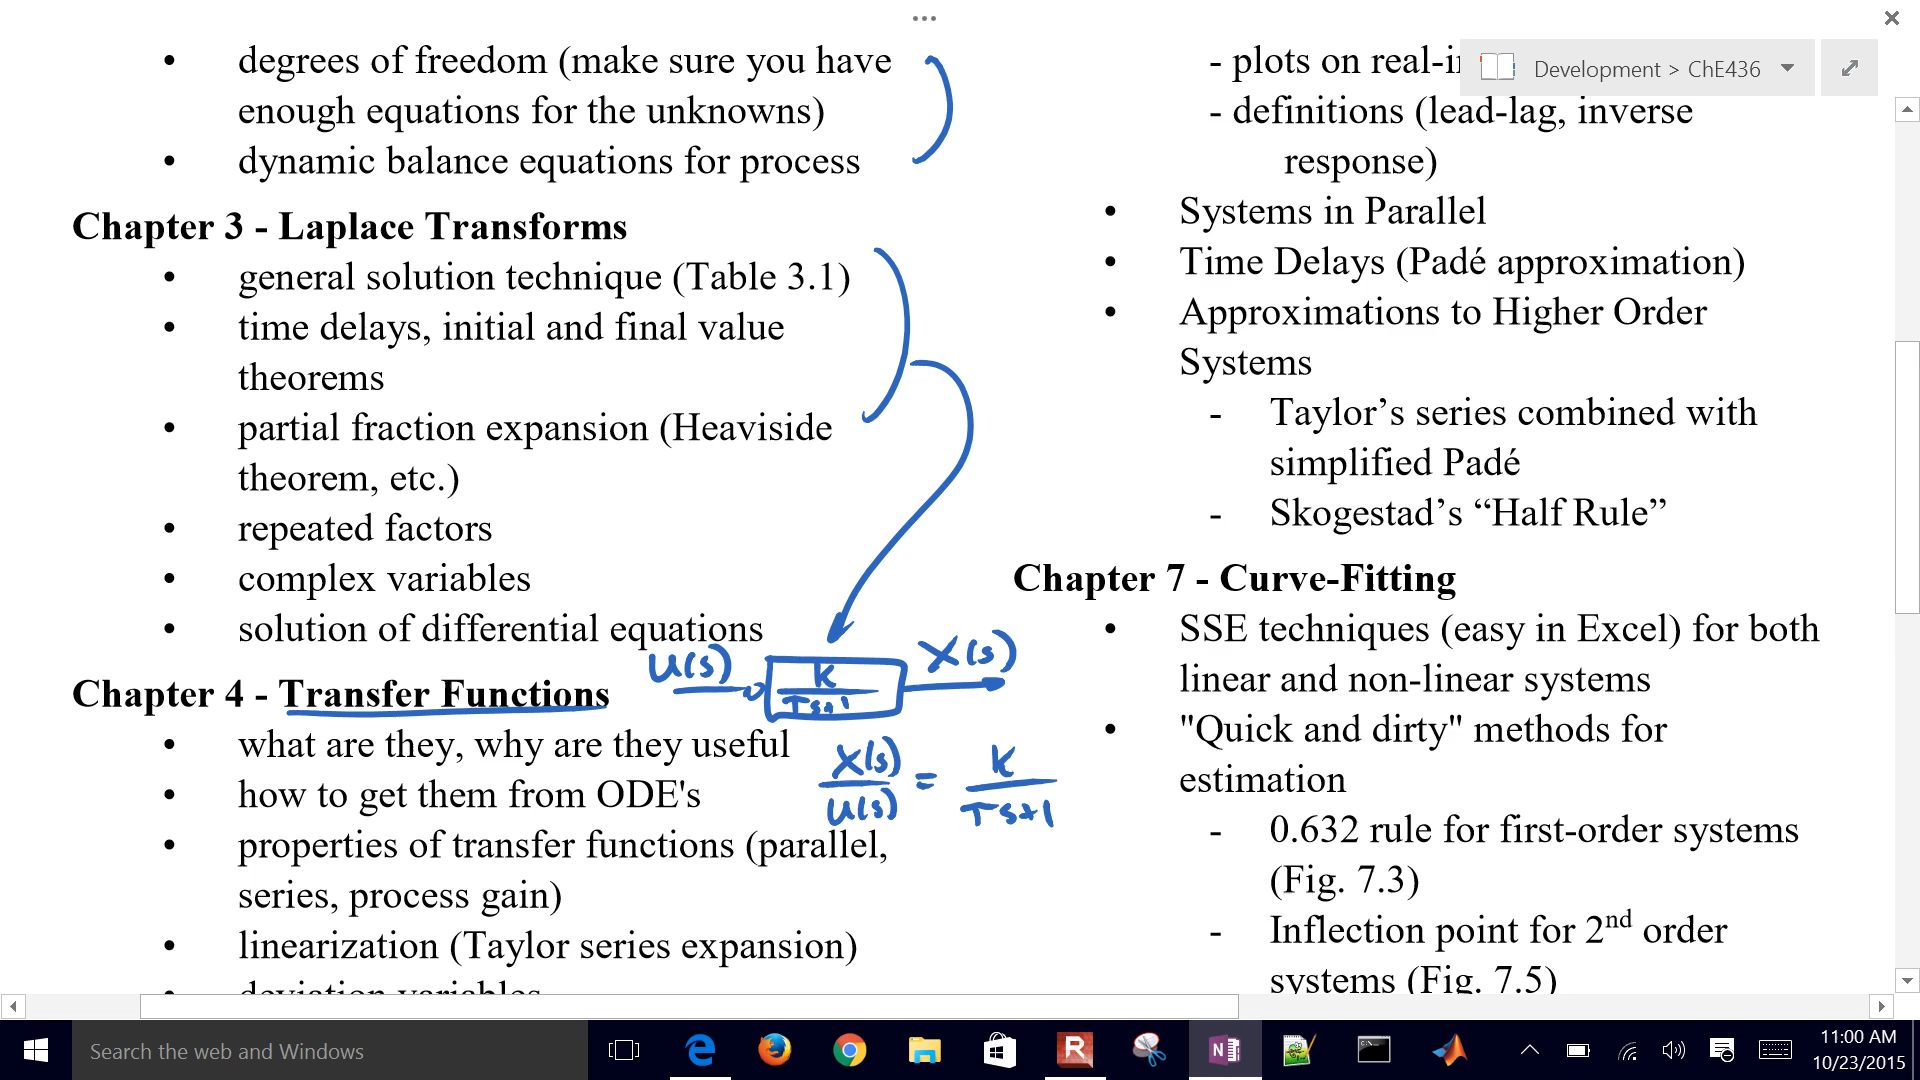 degrees of freedom (make sure you have
enough equations for the unknowns)
• dynamic balance equations for process
Chapter 3 - Laplace Transforms
• general solution technique (Table 3.1)
• time delays, initial and final value
theorems
• partial fraction expansion (Heaviside
theorem, etc.)
• repeated factors
• complex variables
• solution of differential equations
U(s) K / τs+1 X(s)
Chapter 4 - Transfer Functions
• what are they, why are they useful
X(s) / U(s) = K / τs+1
• how to get them from ODE's
• properties of transfer functions (parallel,
series, process gain)
• linearization (Taylor series expansion)
• deviation variables
- plots on real-i
Development > ChE436
- definitions (lead-lag, inverse
response)
• Systems in Parallel
• Time Delays (Padé approximation)
• Approximations to Higher Order
Systems
- Taylor’s series combined with
simplified Padé
- Skogestad’s “Half Rule”
Chapter 7 - Curve-Fitting
• SSE techniques (easy in Excel) for both
linear and non-linear systems
• "Quick and dirty" methods for
estimation
- 0.632 rule for first-order systems
(Fig. 7.3)
- Inflection point for 2nd order
systems (Fig. 7.5)
Search the web and Windows
11:00 AM
10/23/2015